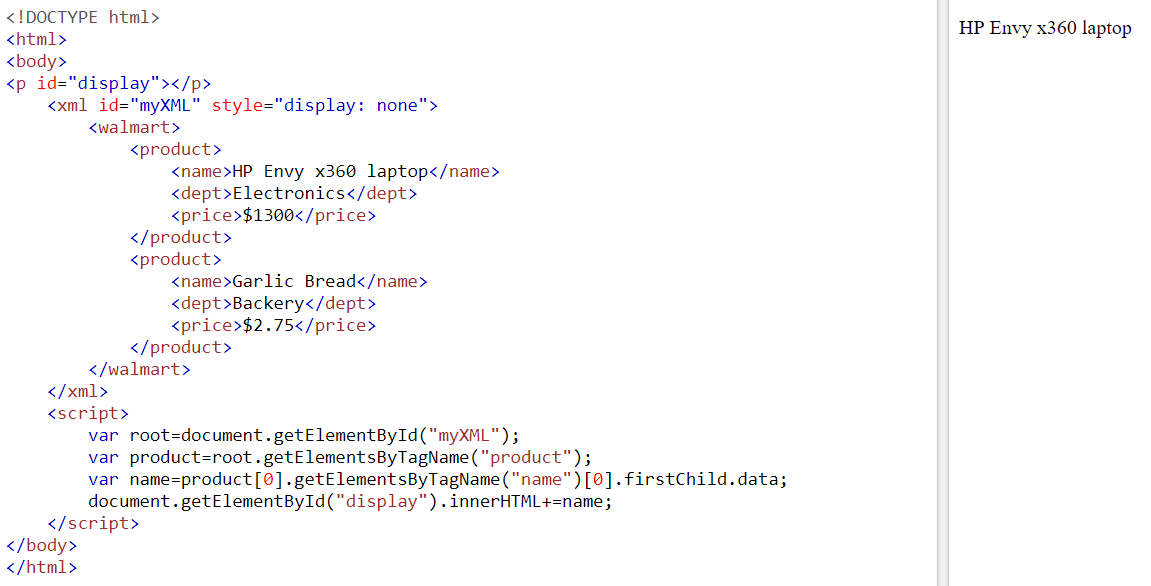 <!DOCTYPE html>
<html>
<body>
<p id="display"></p>
    <xml id="myXML" style="display: none">
        <walmart>
            <product>
                <name>HP Envy x360 laptop</name>
                <dept>Electronics</dept>
                <price>$1300</price>
            </product>
            <product>
                <name>Garlic Bread</name>
                <dept>Backery</dept>
                <price>$2.75</price>
            </product>
        </walmart>
    </xml>
    <script>
        var root=document.getElementById("myXML");
        var product=root.getElementsByTagName("product");
        var name=product[0].getElementsByTagName("name")[0].firstChild.data;
        document.getElementById("display").innerHTML+=name;
    </script>
</body>
</html>
HP Envy x360 laptop